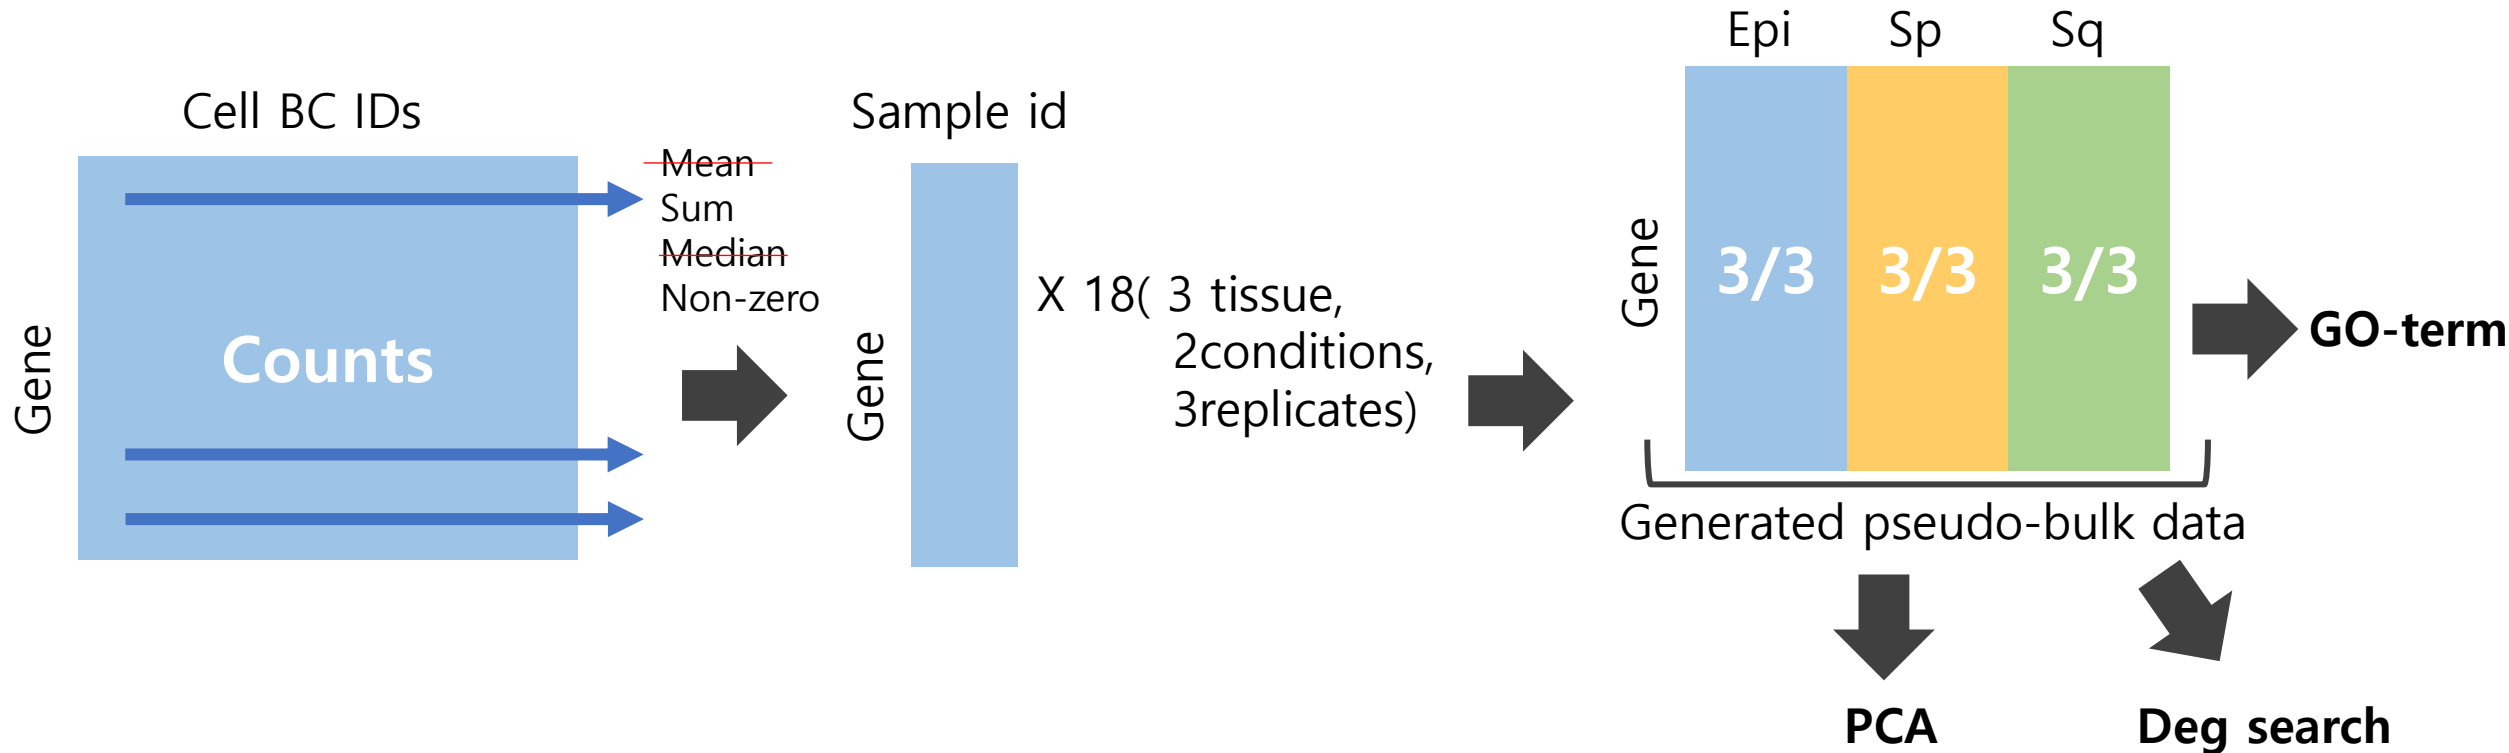 Cell BC IDs
Gene
Counts
Mean
Sum
Median
Non-zero
Sample id
Gene
X 18( 3 tissue,
2conditions,
3replicates)
Epi Sp Sq
Gene
3/3 3/3 3/3
GO-term
Generated pseudo-bulk data
PCA
Deg search